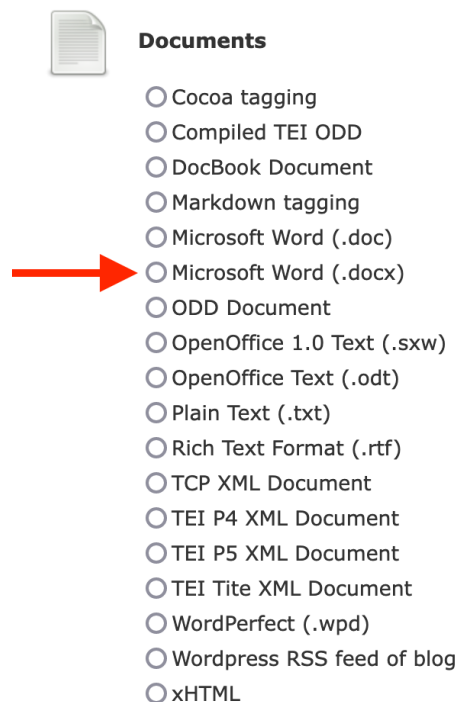 Documents
Cocoa tagging
Compiled TEI ODD
DocBook Document
Markdown tagging
Microsoft Word (.doc)
Microsoft Word (.docx)
ODD Document
OpenOffice 1.0 Text (.sxw)
OpenOffice Text (.odt)
Plain Text (.txt)
Rich Text Format (.rtf)
TCP XML Document
TEI P4 XML Document
TEI P5 XML Document
TEI Tite XML Document
WordPerfect (.wpd)
Wordpress RSS feed of blog
xHTML